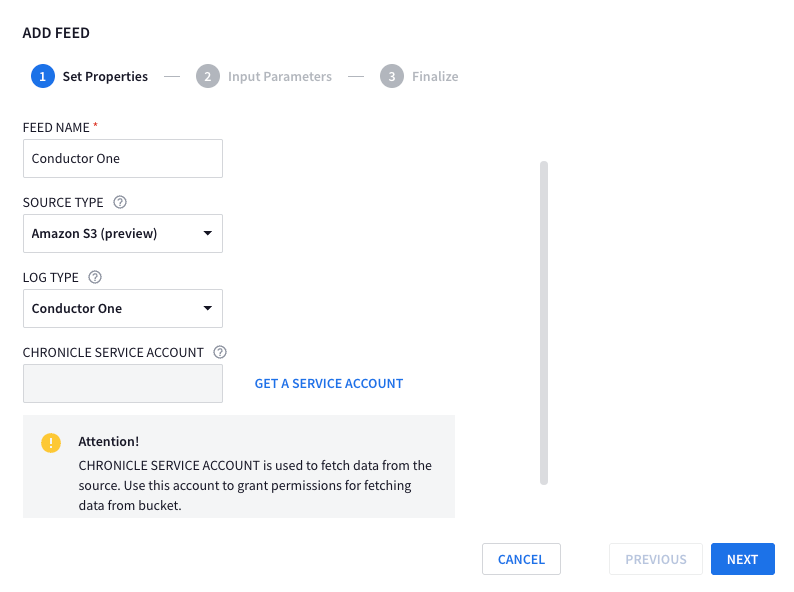 ADD FEED
1 Set Properties — 2 Input Parameters — 3 Finalize
FEED NAME *
Conductor One
SOURCE TYPE ?
Amazon S3 (preview)
LOG TYPE ?
Conductor One
CHRONICLE SERVICE ACCOUNT ?
GET A SERVICE ACCOUNT
! Attention!
CHRONICLE SERVICE ACCOUNT is used to fetch data from the
source. Use this account to grant permissions for fetching
data from bucket.
CANCEL PREVIOUS NEXT